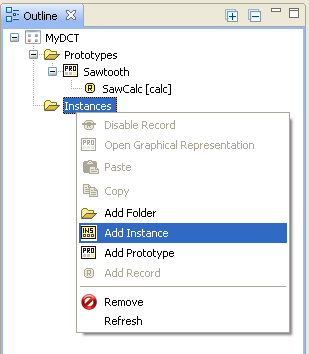 Outline
MyDCT
Prototypes
PRO Sawtooth
R SawCalc [calc]
Instances
Disable Record
PRO Open Graphical Representation
Paste
Copy
Add Folder
INS Add Instance
PRO Add Prototype
R Add Record
Remove
Refresh